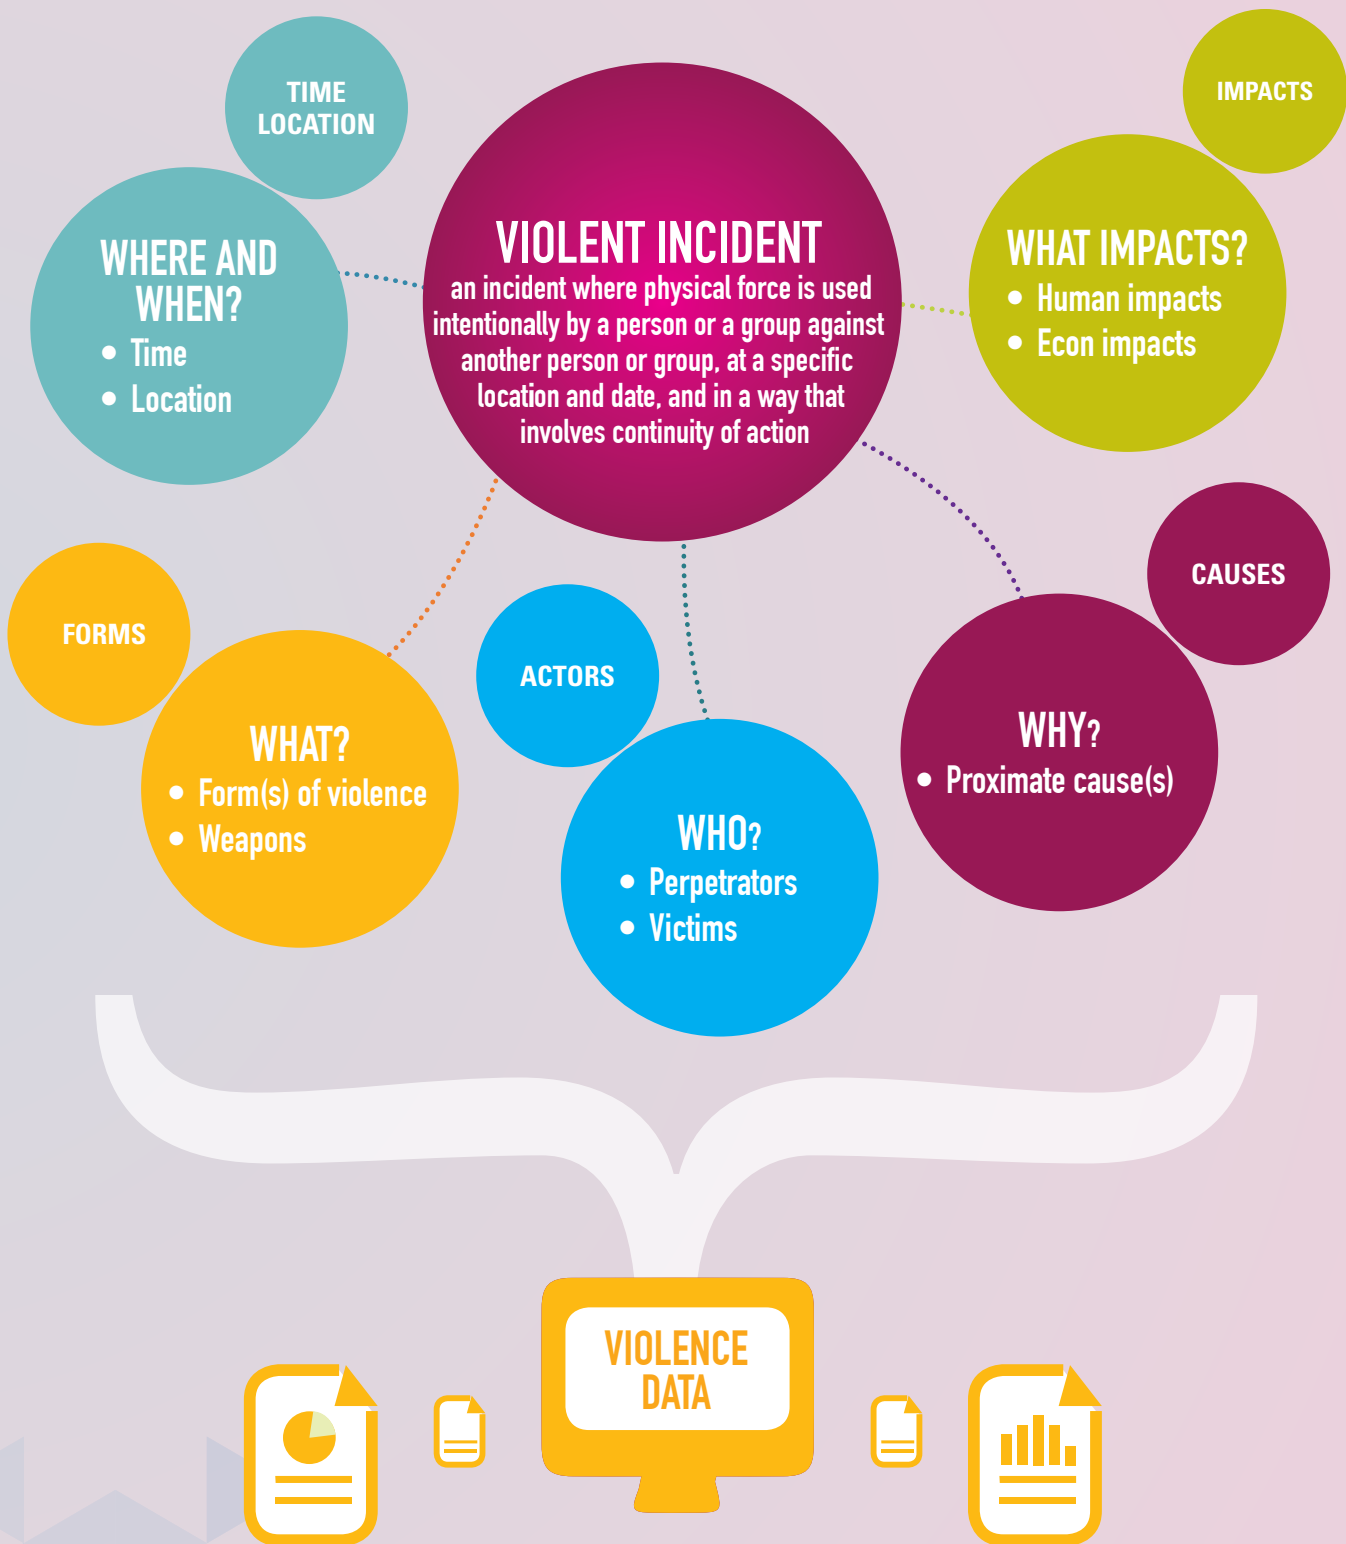 TIME
LOCATION
WHERE AND
WHEN?
• Time
• Location
VIOLENT INCIDENT
an incident where physical force is used
intentionally by a person or a group against
another person or group, at a specific
location and date, and in a way that
involves continuity of action
IMPACTS
WHAT IMPACTS?
• Human impacts
• Econ impacts
FORMS
WHAT?
• Form(s) of violence
• Weapons
ACTORS
WHO?
• Perpetrators
• Victims
CAUSES
WHY?
• Proximate cause(s)
VIOLENCE
DATA